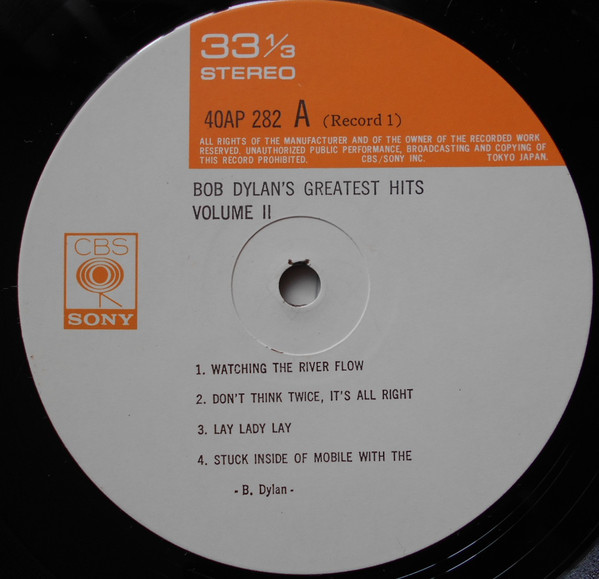 33 1/3
STEREO
40AP 282 A (Record 1)
ALL RIGHTS OF THE MANUFACTURER AND OF THE OWNER OF THE RECORDED WORK
RESERVED. UNAUTHORIZED PUBLIC PERFORMANCE, BROADCASTING AND COPYING OF
THIS RECORD PROHIBITED. CBS/SONY INC. TOKYO JAPAN.
BOB DYLAN'S GREATEST HITS
VOLUME II
CBS
SONY
1. WATCHING THE RIVER FLOW
2. DON'T THINK TWICE, IT'S ALL RIGHT
3. LAY LADY LAY
4. STUCK INSIDE OF MOBILE WITH THE
- B. Dylan -